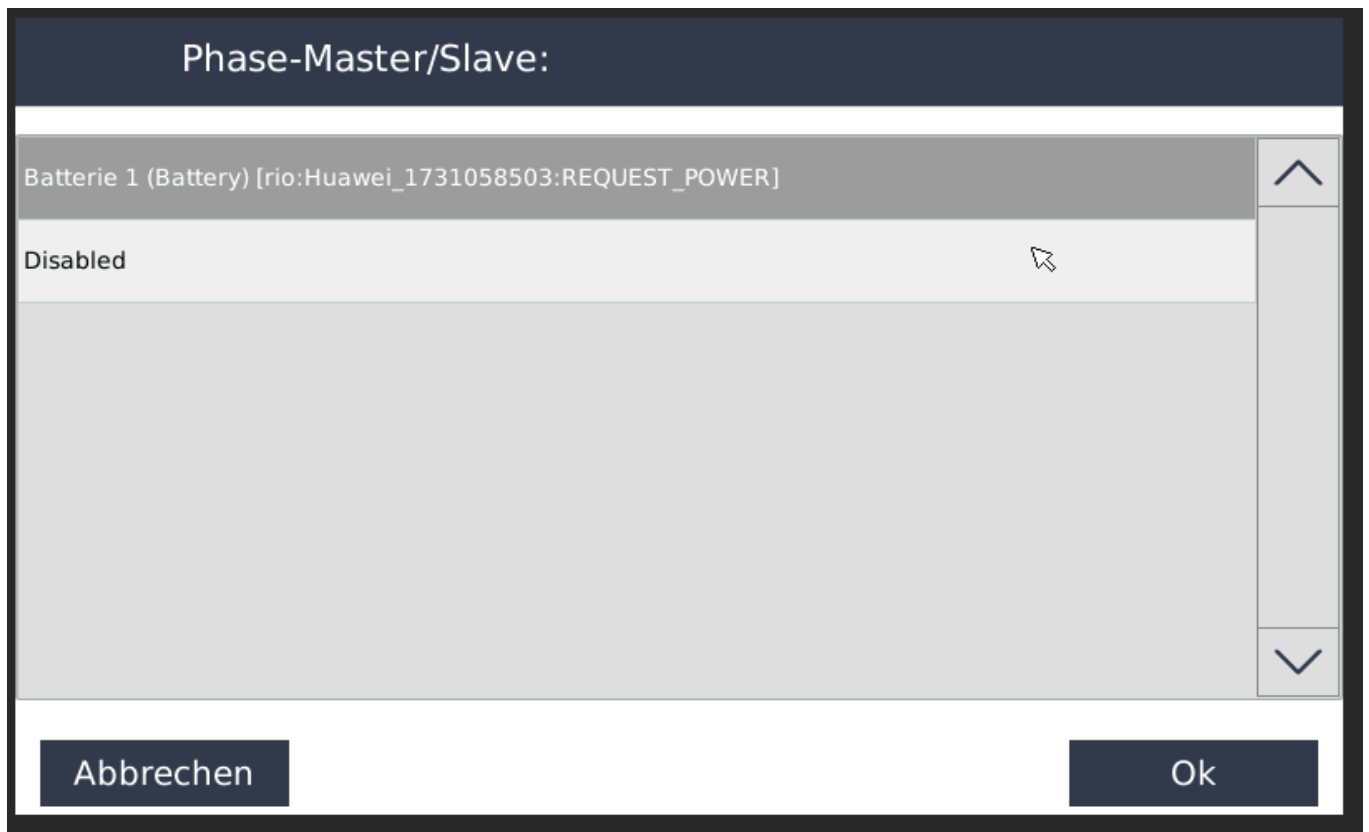 Phase-Master/Slave:
Batterie 1 (Battery) [rio:Huawei_1731058503:REQUEST_POWER]
Disabled
Abbrechen
Ok